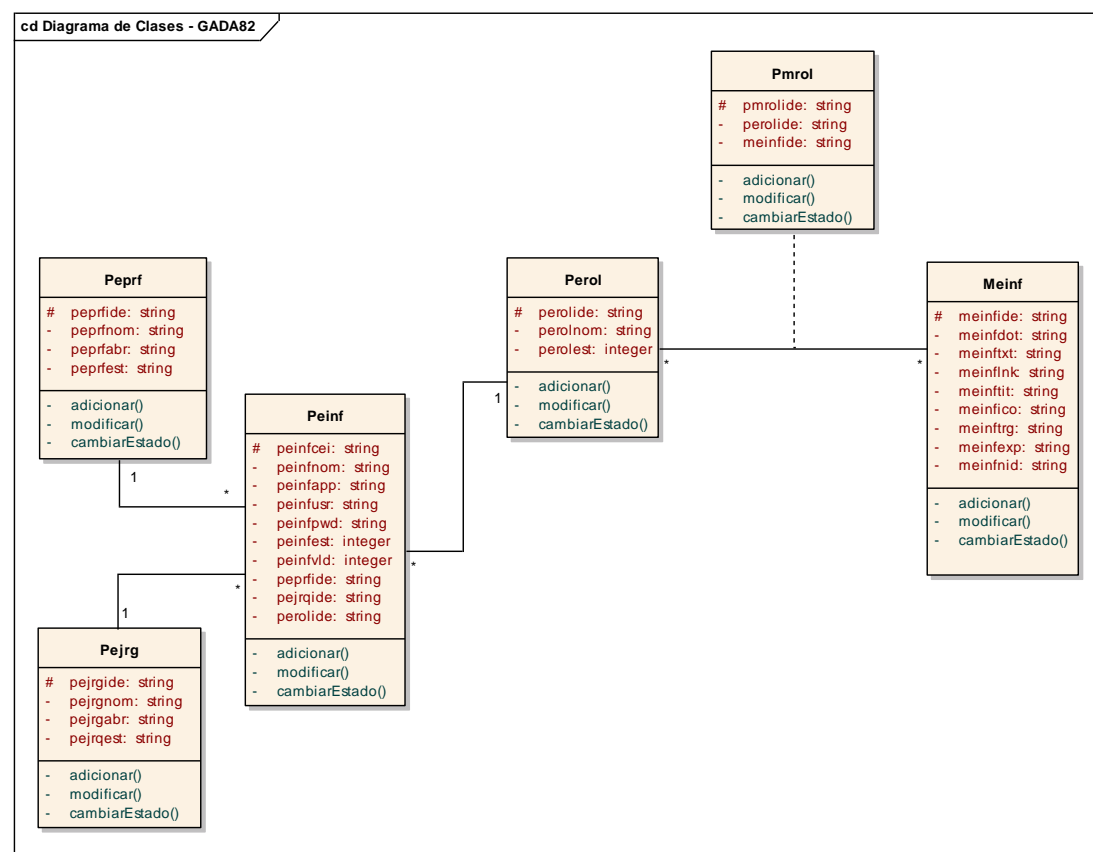 cd Diagrama de Clases - GADA82
Pmrol
# pmrolide: string
- perolide: string
- meinfide: string
- adicionar()
- modificar()
- cambiarEstado()
Peprf
# peprfide: string
- peprfnom: string
- peprfabr: string
- peprfest: string
- adicionar()
- modificar()
- cambiarEstado()
Perol
# perolide: string
- perolnom: string
- perolest: integer
- adicionar()
- modificar()
- cambiarEstado()
Meinf
# meinfide: string
- meinfdot: string
- meinftxt: string
- meinflnk: string
- meinftit: string
- meinfico: string
- meinftrg: string
- meinfexp: string
- meinfnid: string
- adicionar()
- modificar()
- cambiarEstado()
Peinf
# peinfcei: string
- peinfnom: string
- peinfapp: string
- peinfusr: string
- peinfpwd: string
- peinfest: integer
- peinfvld: integer
- peprfide: string
- pejrqide: string
- perolide: string
- adicionar()
- modificar()
- cambiarEstado()
Pejrg
# pejrgide: string
- pejrgnom: string
- pejrgabr: string
- pejrqest: string
- adicionar()
- modificar()
- cambiarEstado()
1
*
1
*
1
*
*
*